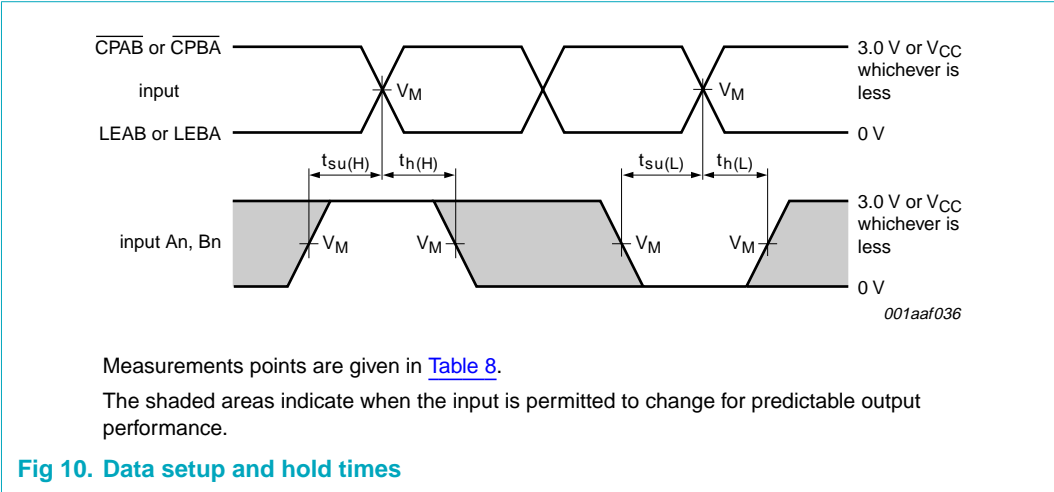 CPAB or CPBA
input
LEAB or LEBA
VM
VM
3.0 V or VCC
whichever is
less
0 V
tsu(H)
th(H)
tsu(L)
th(L)
input An, Bn
VM
VM
VM
VM
3.0 V or VCC
whichever is
less
0 V
001aaf036
Measurements points are given in Table 8.
The shaded areas indicate when the input is permitted to change for predictable output
performance.
Fig 10. Data setup and hold times